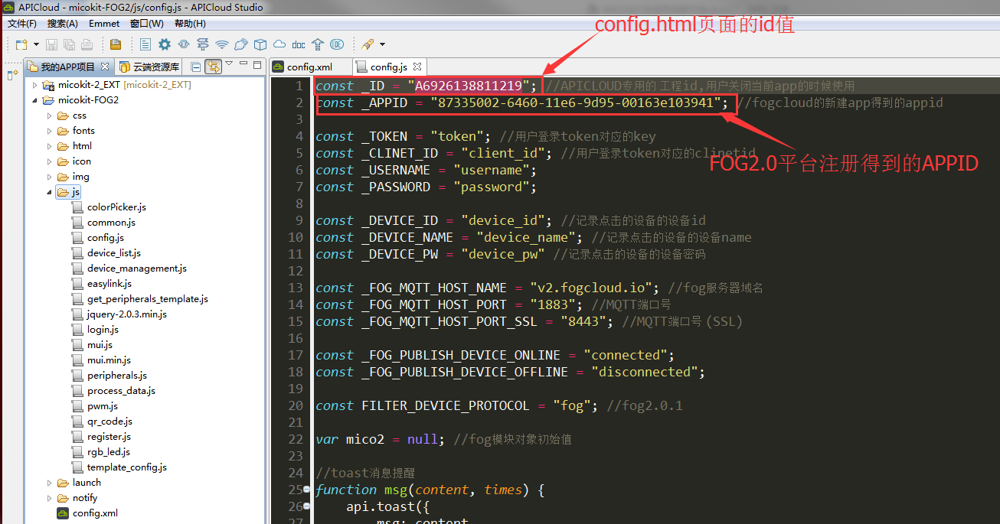 APICloud - micokit-FOG2/js/config.js - APICloud Studio
文件(F) 搜索(A) Emmet 窗口(W) 帮助(H)
config.html页面的id值
我的APP项目 云端资源库
config.xml config.js
micokit-2_EXT [micokit-2_EXT]
micokit-FOG2
css
fonts
html
icon
img
js
colorPicker.js
common.js
config.js
device_list.js
device_management.js
easylink.js
get_peripherals_template.js
jquery-2.0.3.min.js
login.js
mui.js
mui.min.js
peripherals.js
process_data.js
pwm.js
qr_code.js
register.js
rgb_led.js
template_config.js
launch
notify
config.xml
1 const _ID = "A6926138811219"; //APICLOUD专用的工程id,用户关闭当前app的时候使用
2 const _APPID = "87335002-6460-11e6-9d95-00163e103941"; //fogcloud的新建app得到的appid
3
4 const _TOKEN = "token"; //用户登录token对应的key
5 const _CLINET_ID = "client_id"; //用户登录token对应的clinetid
FOG2.0平台注册得到的APPID
6 const _USERNAME = "username";
7 const _PASSWORD = "password";
8
9 const _DEVICE_ID = "device_id"; //记录点击的设备的设备id
10 const _DEVICE_NAME = "device_name"; //记录点击的设备的设备name
11 const _DEVICE_PW = "device_pw" //记录点击的设备的设备密码
12
13 const _FOG_MQTT_HOST_NAME = "v2.fogcloud.io"; //fog服务器域名
14 const _FOG_MQTT_HOST_PORT = "1883"; //MQTT端口号
15 const _FOG_MQTT_HOST_PORT_SSL = "8443"; //MQTT端口号(SSL)
16
17 const _FOG_PUBLISH_DEVICE_ONLINE = "connected";
18 const _FOG_PUBLISH_DEVICE_OFFLINE = "disconnected";
19
20 const FILTER_DEVICE_PROTOCOL = "fog"; //fog2.0.1
21
22 var mico2 = null; //fog模块对象初始值
23
24 //toast消息提醒
25 function msg(content, times) {
26 api.toast({
27 msg: content,